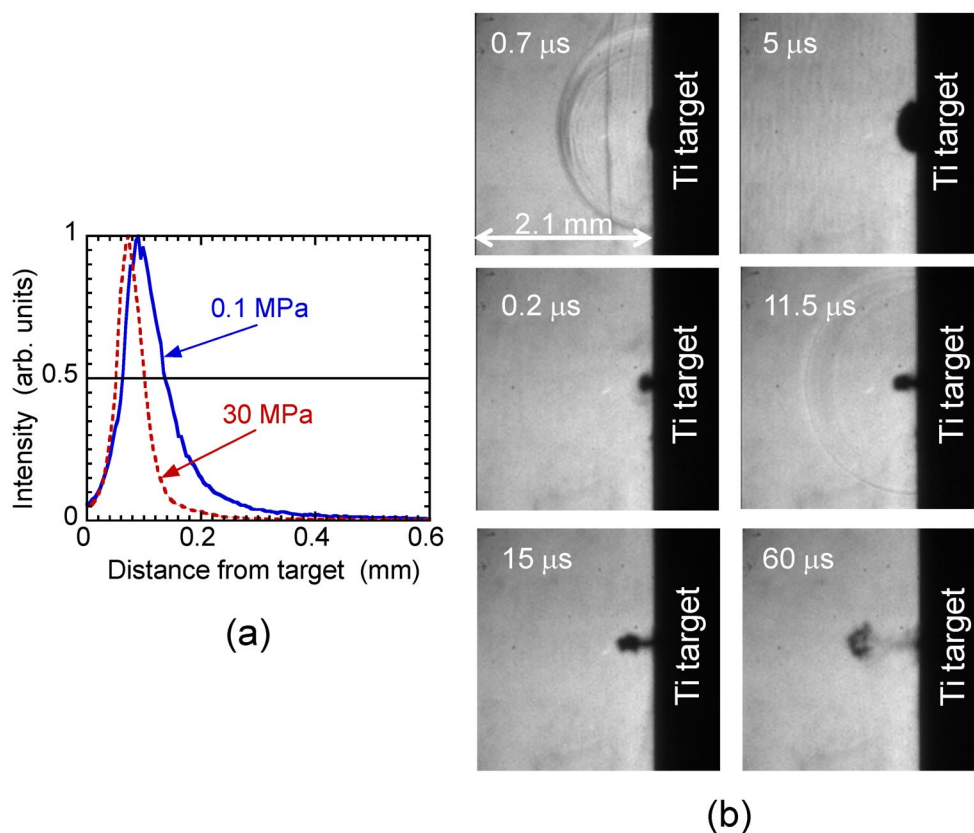 1
0.5
0
0
0.2
0.4
0.6
Intensity (arb. units)
0.1 MPa
30 MPa
Distance from target (mm)
(a)
0.7 μs
2.1 mm
Ti target
5 μs
Ti target
0.2 μs
Ti target
11.5 μs
Ti target
15 μs
Ti target
60 μs
Ti target
(b)